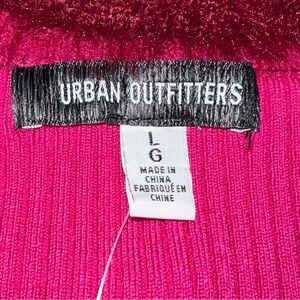 URBAN OUTFITTERS
L
G
MADE IN
CHINA
FABRIQUÉ EN
CHINE